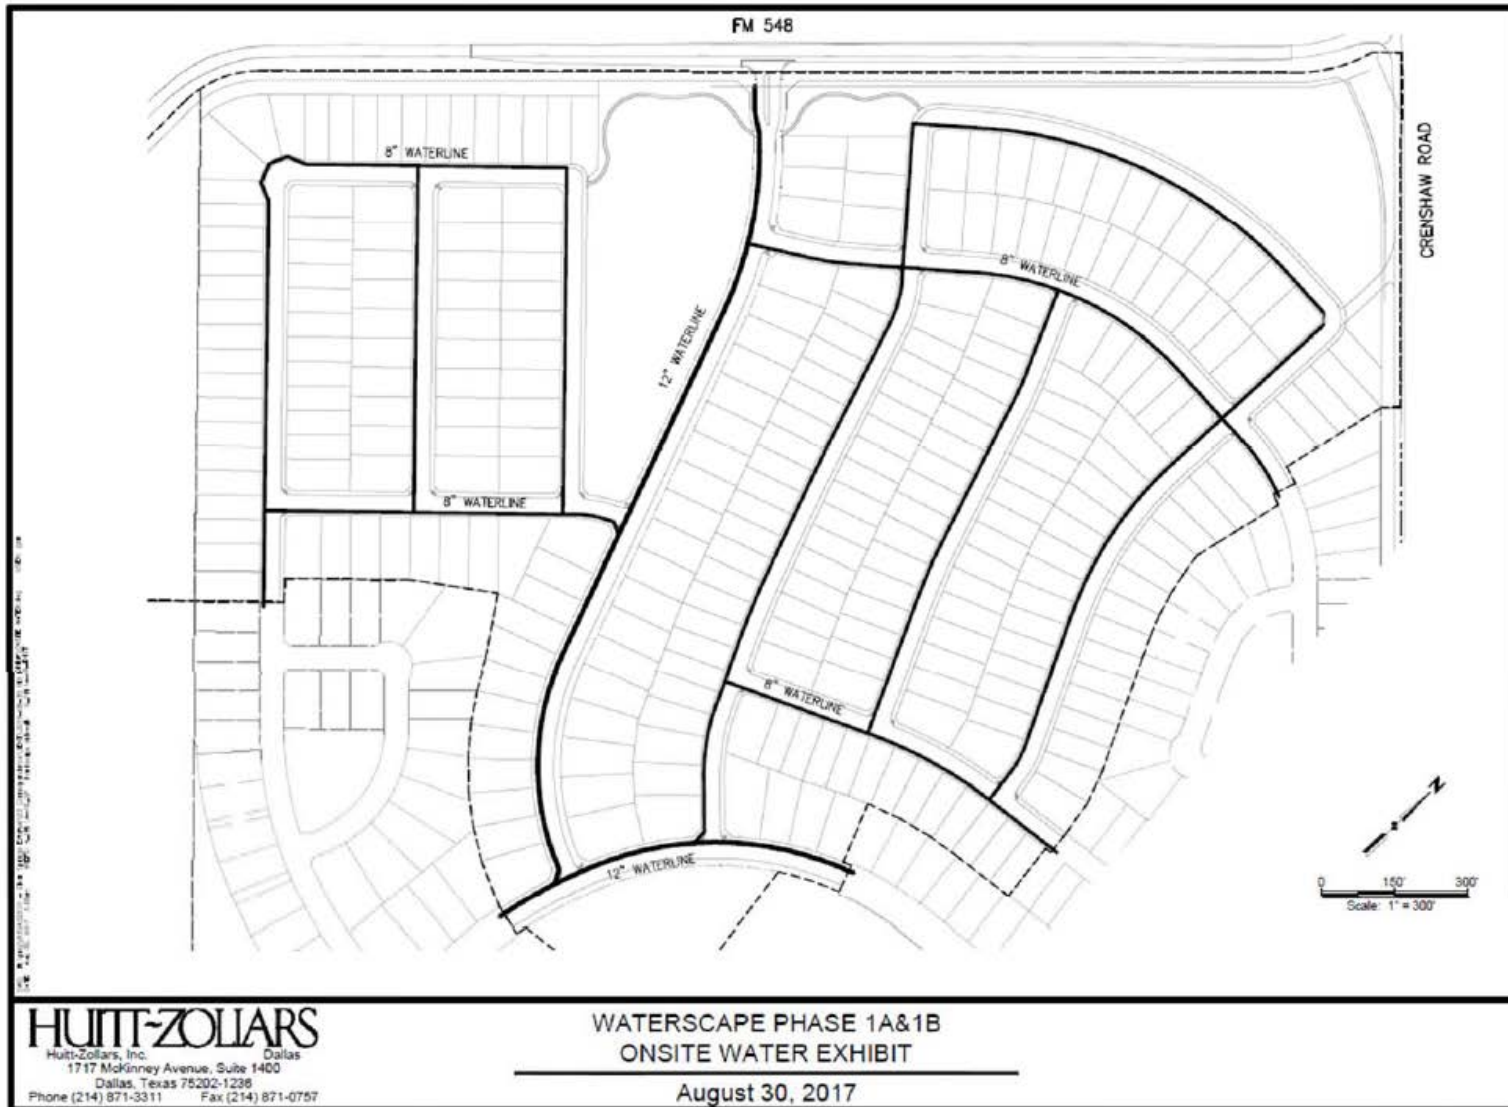 FM 548
CRENSHAW ROAD
8" WATERLINE
8" WATERLINE
12" WATERLINE
8" WATERLINE
8" WATERLINE
12" WATERLINE
N
0 150' 300'
Scale: 1" = 300'
HUITT-ZOLLARS
Huitt-Zollars, Inc. Dallas
1717 McKinney Avenue, Suite 1400
Dallas, Texas 75202-1236
Phone (214) 871-3311 Fax (214) 871-0757
WATERSCAPE PHASE 1A&1B
ONSITE WATER EXHIBIT
August 30, 2017